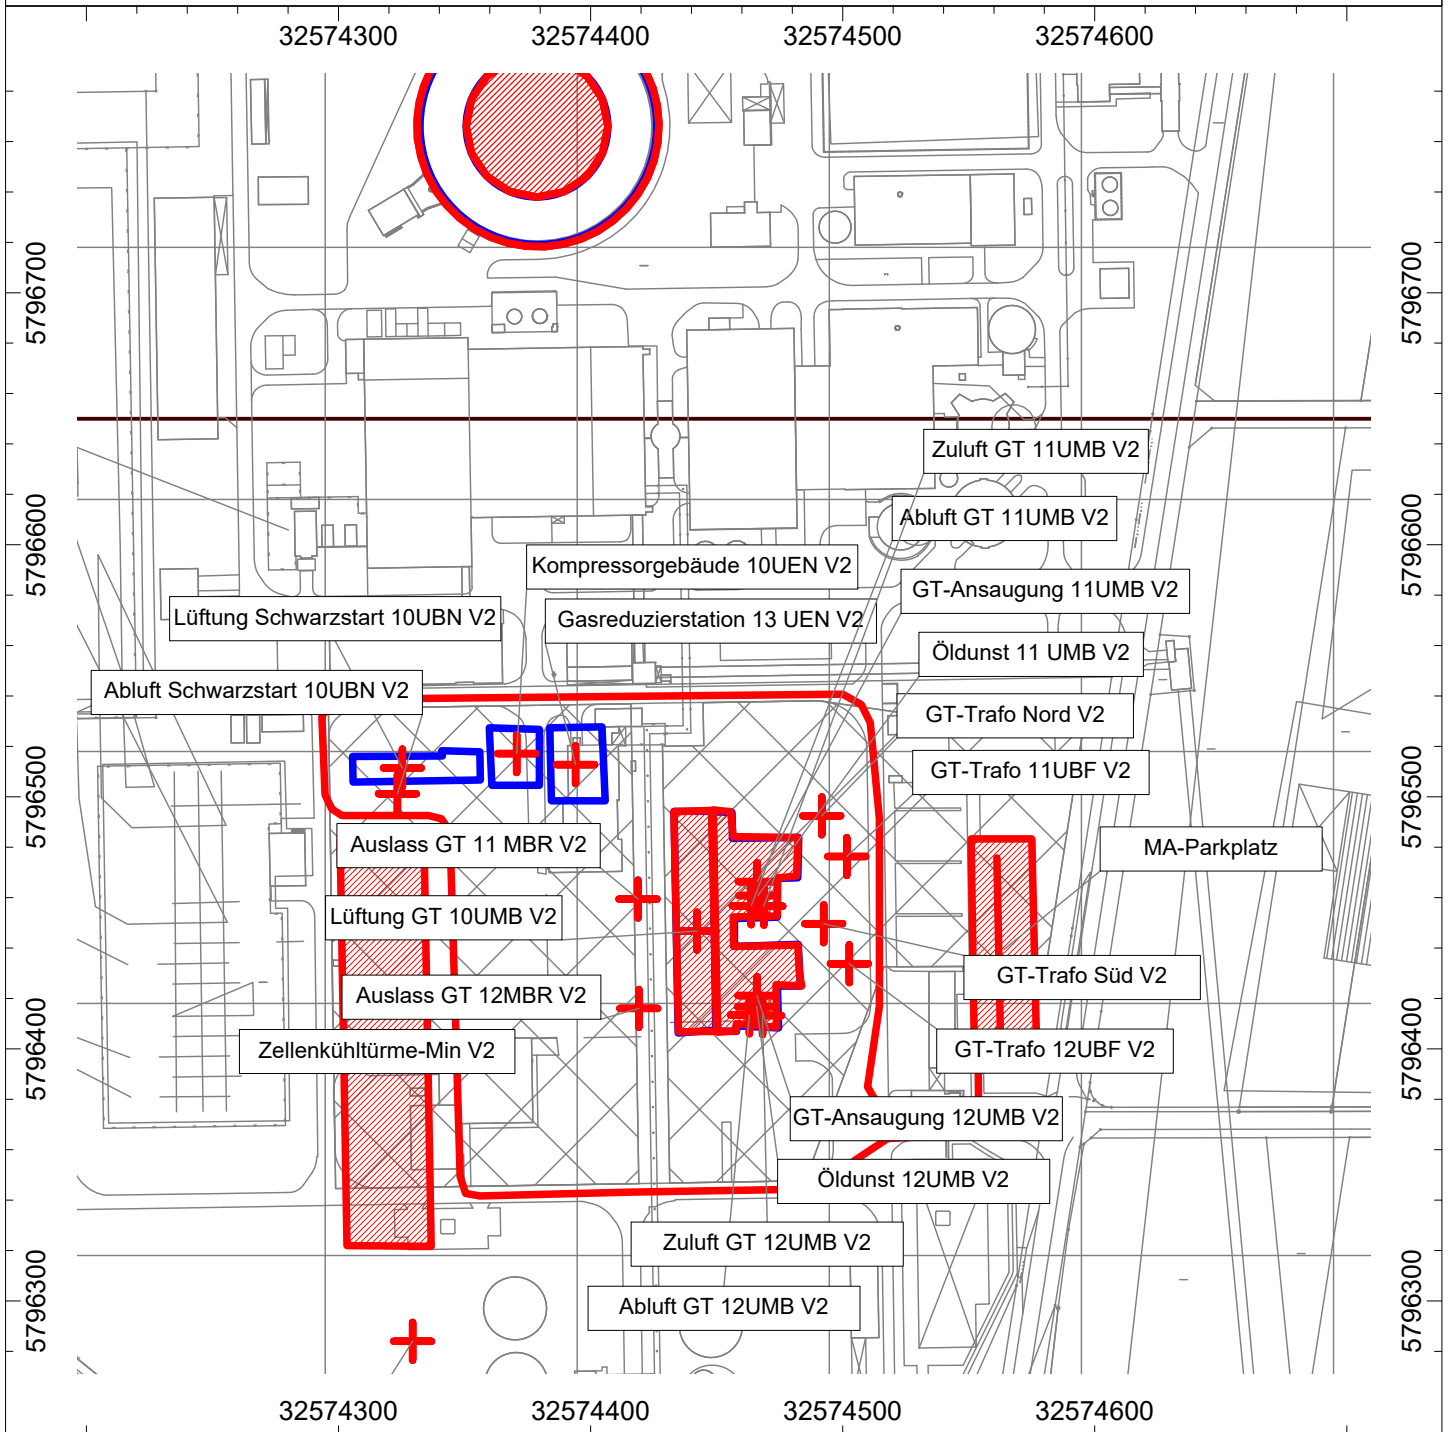 32574300 32574400 32574500 32574600
5796700 5796700
Zuluft GT 11UMB V2
Abluft GT 11UMB V2
5796600 5796600
Kompressorgebäude 10UEN V2
GT-Ansaugung 11UMB V2
Lüftung Schwarzstart 10UBN V2
Gasreduzierstation 13 UEN V2
Öldunst 11 UMB V2
Abluft Schwarzstart 10UBN V2
GT-Trafo Nord V2
GT-Trafo 11UBF V2
5796500 5796500
Auslass GT 11 MBR V2
MA-Parkplatz
Lüftung GT 10UMB V2
GT-Trafo Süd V2
Auslass GT 12MBR V2
5796400 5796400
Zellenkühltürme-Min V2
GT-Trafo 12UBF V2
GT-Ansaugung 12UMB V2
Öldunst 12UMB V2
Zuluft GT 12UMB V2
5796300 5796300
Abluft GT 12UMB V2
32574300 32574400 32574500 32574600